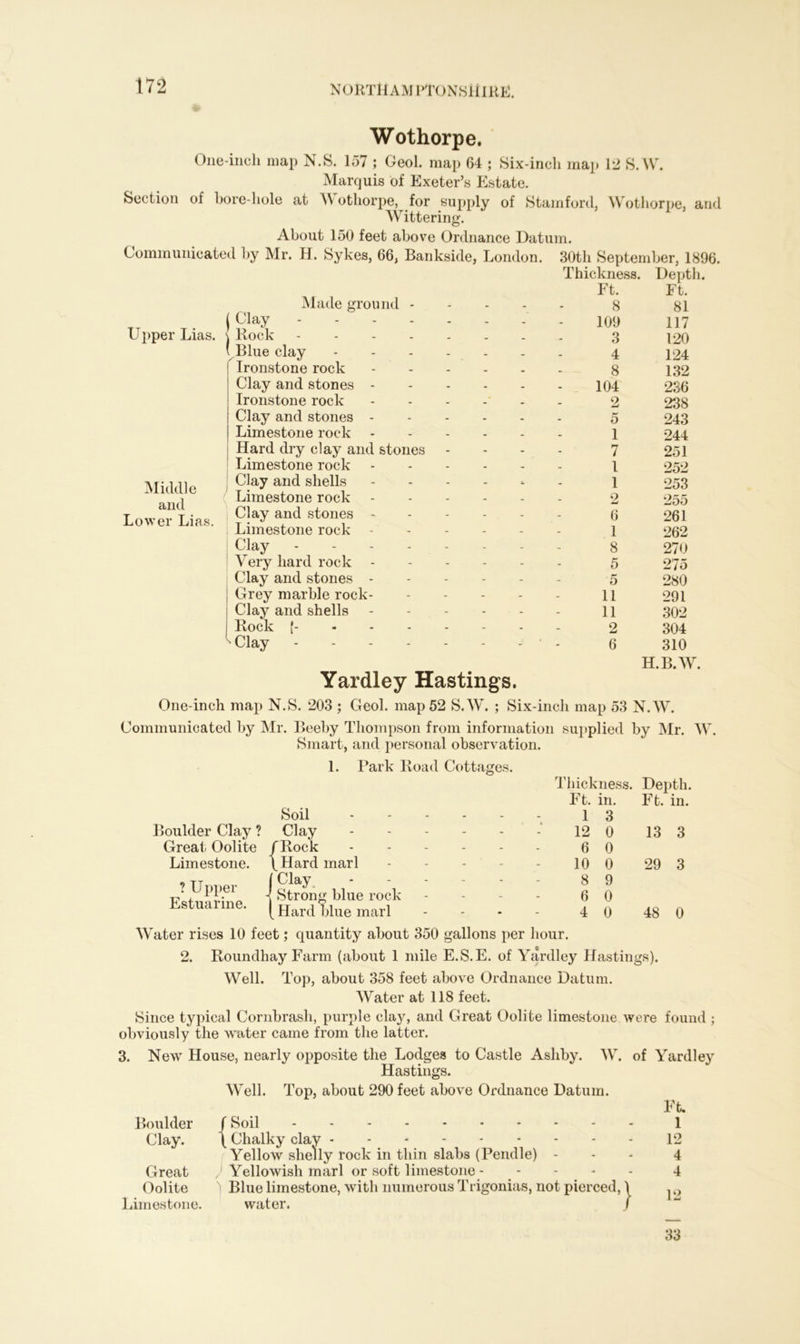 172 NORTHAMPTONSHIRE.
Wothorpe.
One-inch map N.S. 157 ; Geol. map 64 ; Six-inch map 12 S.W.
Marquis of Exeter's Estate.
Section of bore-hole at Wothorpe, for supply of Stamford, Wothorpe, and
Wittering.
About 150 feet above Ordnance Datum.
Communicated by Mr. H. Sykes, 66, Bankside, London. 30th September, 1896.
Thickness. Depth.
Ft. Ft.
Made ground - - - - - 8 81
Upper Lias. { Clay - - - - - - - - 109 117
Rock - - - - - - - - 3 120
Blue clay - - - - - - - 4 124
Middle and Lower Lias. { Ironstone rock - - - - - - 8 132
Clay and stones - - - - - - 104 236
Ironstone rock - - - - - - 2 238
Clay and stones - - - - - - 5 243
Limestone rock - - - - - - 1 244
Hard dry clay and stones - - - - 7 251
Limestone rock - - - - - - 1 252
Clay and shells - - - - - - 1 253
Limestone rock - - - - - - 2 255
Clay and stones - - - - - - 6 261
Limestone rock - - - - - - 1 262
Clay - - - - - - - - 8 270
Very hard rock - - - - - - 5 275
Clay and stones - - - - - - 5 280
Grey marble rock- - - - - - 11 291
Clay and shells - - - - - - 11 302
Rock {- - - - - - - - 2 304
Clay - - - - - - - - 6 310
H.B.W.
Yardley Hastings.
One-inch map N.S. 203 ; Geol. map 52 S.W. ; Six-inch map 53 N.W.
Communicated by Mr. Beeby Thompson from information supplied by Mr. W.
Smart, and personal observation.
1. Park Road Cottages.
Thickness. Depth.
Ft. in. Ft. in.
Soil - - - - - - 1 3
Boulder Clay ? Clay - - - - - - 12 0 13 3
Great Oolite { Rock - - - - - - 6 0
Limestone. { Hard marl - - - - - 10 0 29 3
? Upper Estuarine. { Clay. - - - - - - 8 9
Strong blue rock - - - - 6 0
Hard blue marl - - - - 4 0 48 0
Water rises 10 feet ; quantity about 350 gallons per hour.
2. Roundhay Farm (about 1 mile E.S.E. of Yardley Hastings).
Well. Top, about 358 feet above Ordnance Datum.
Water at 118 feet.
Since typical Cornbrash, purple clay, and Great Oolite limestone were found ;
obviously the water came from the latter.
3. New House, nearly opposite the Lodges to Castle Ashby. W. of Yardley
Hastings.
Well. Top, about 290 feet above Ordnance Datum.
Ft.
Boulder { Soil - - - - - - - - - - 1
Clay. { Chalky clay - - - - - - - - - 12
Yellow shelly rock in thin slabs (Pendle) - - - 4
Great { Yellowish marl or soft limestone - - - - - 4
Oolite { Blue limestone, with numerous Trigonias, not pierced, } 12
Limestone. water. }
33